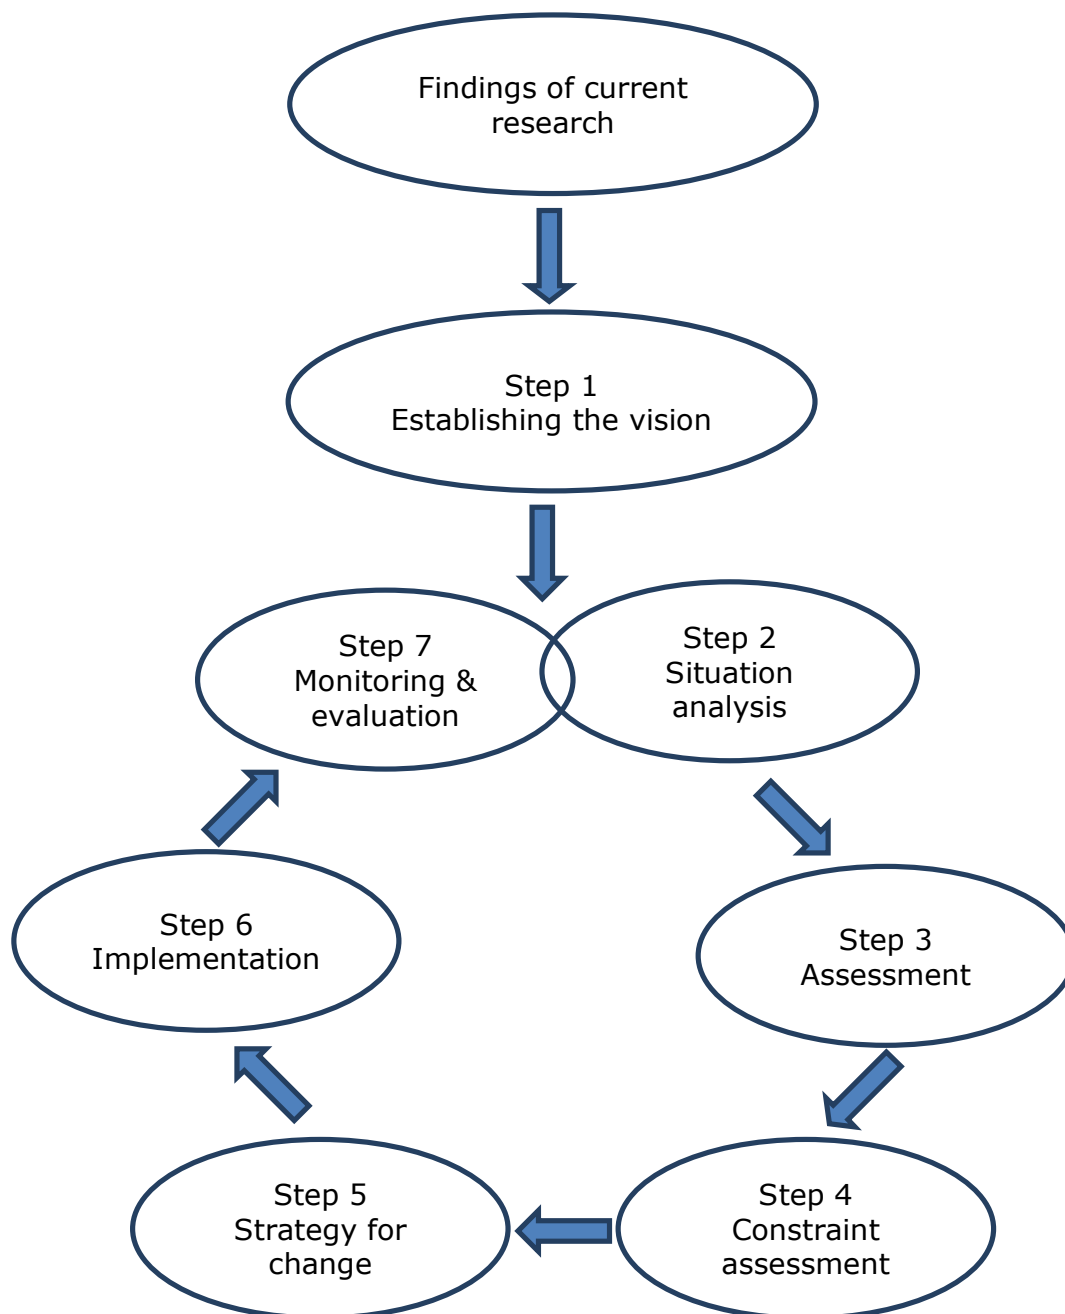 Findings of current
research
Step 1
Establishing the vision
Step 7
Monitoring &
evaluation
Step 2
Situation
analysis
Step 3
Assessment
Step 4
Constraint
assessment
Step 5
Strategy for
change
Step 6
Implementation